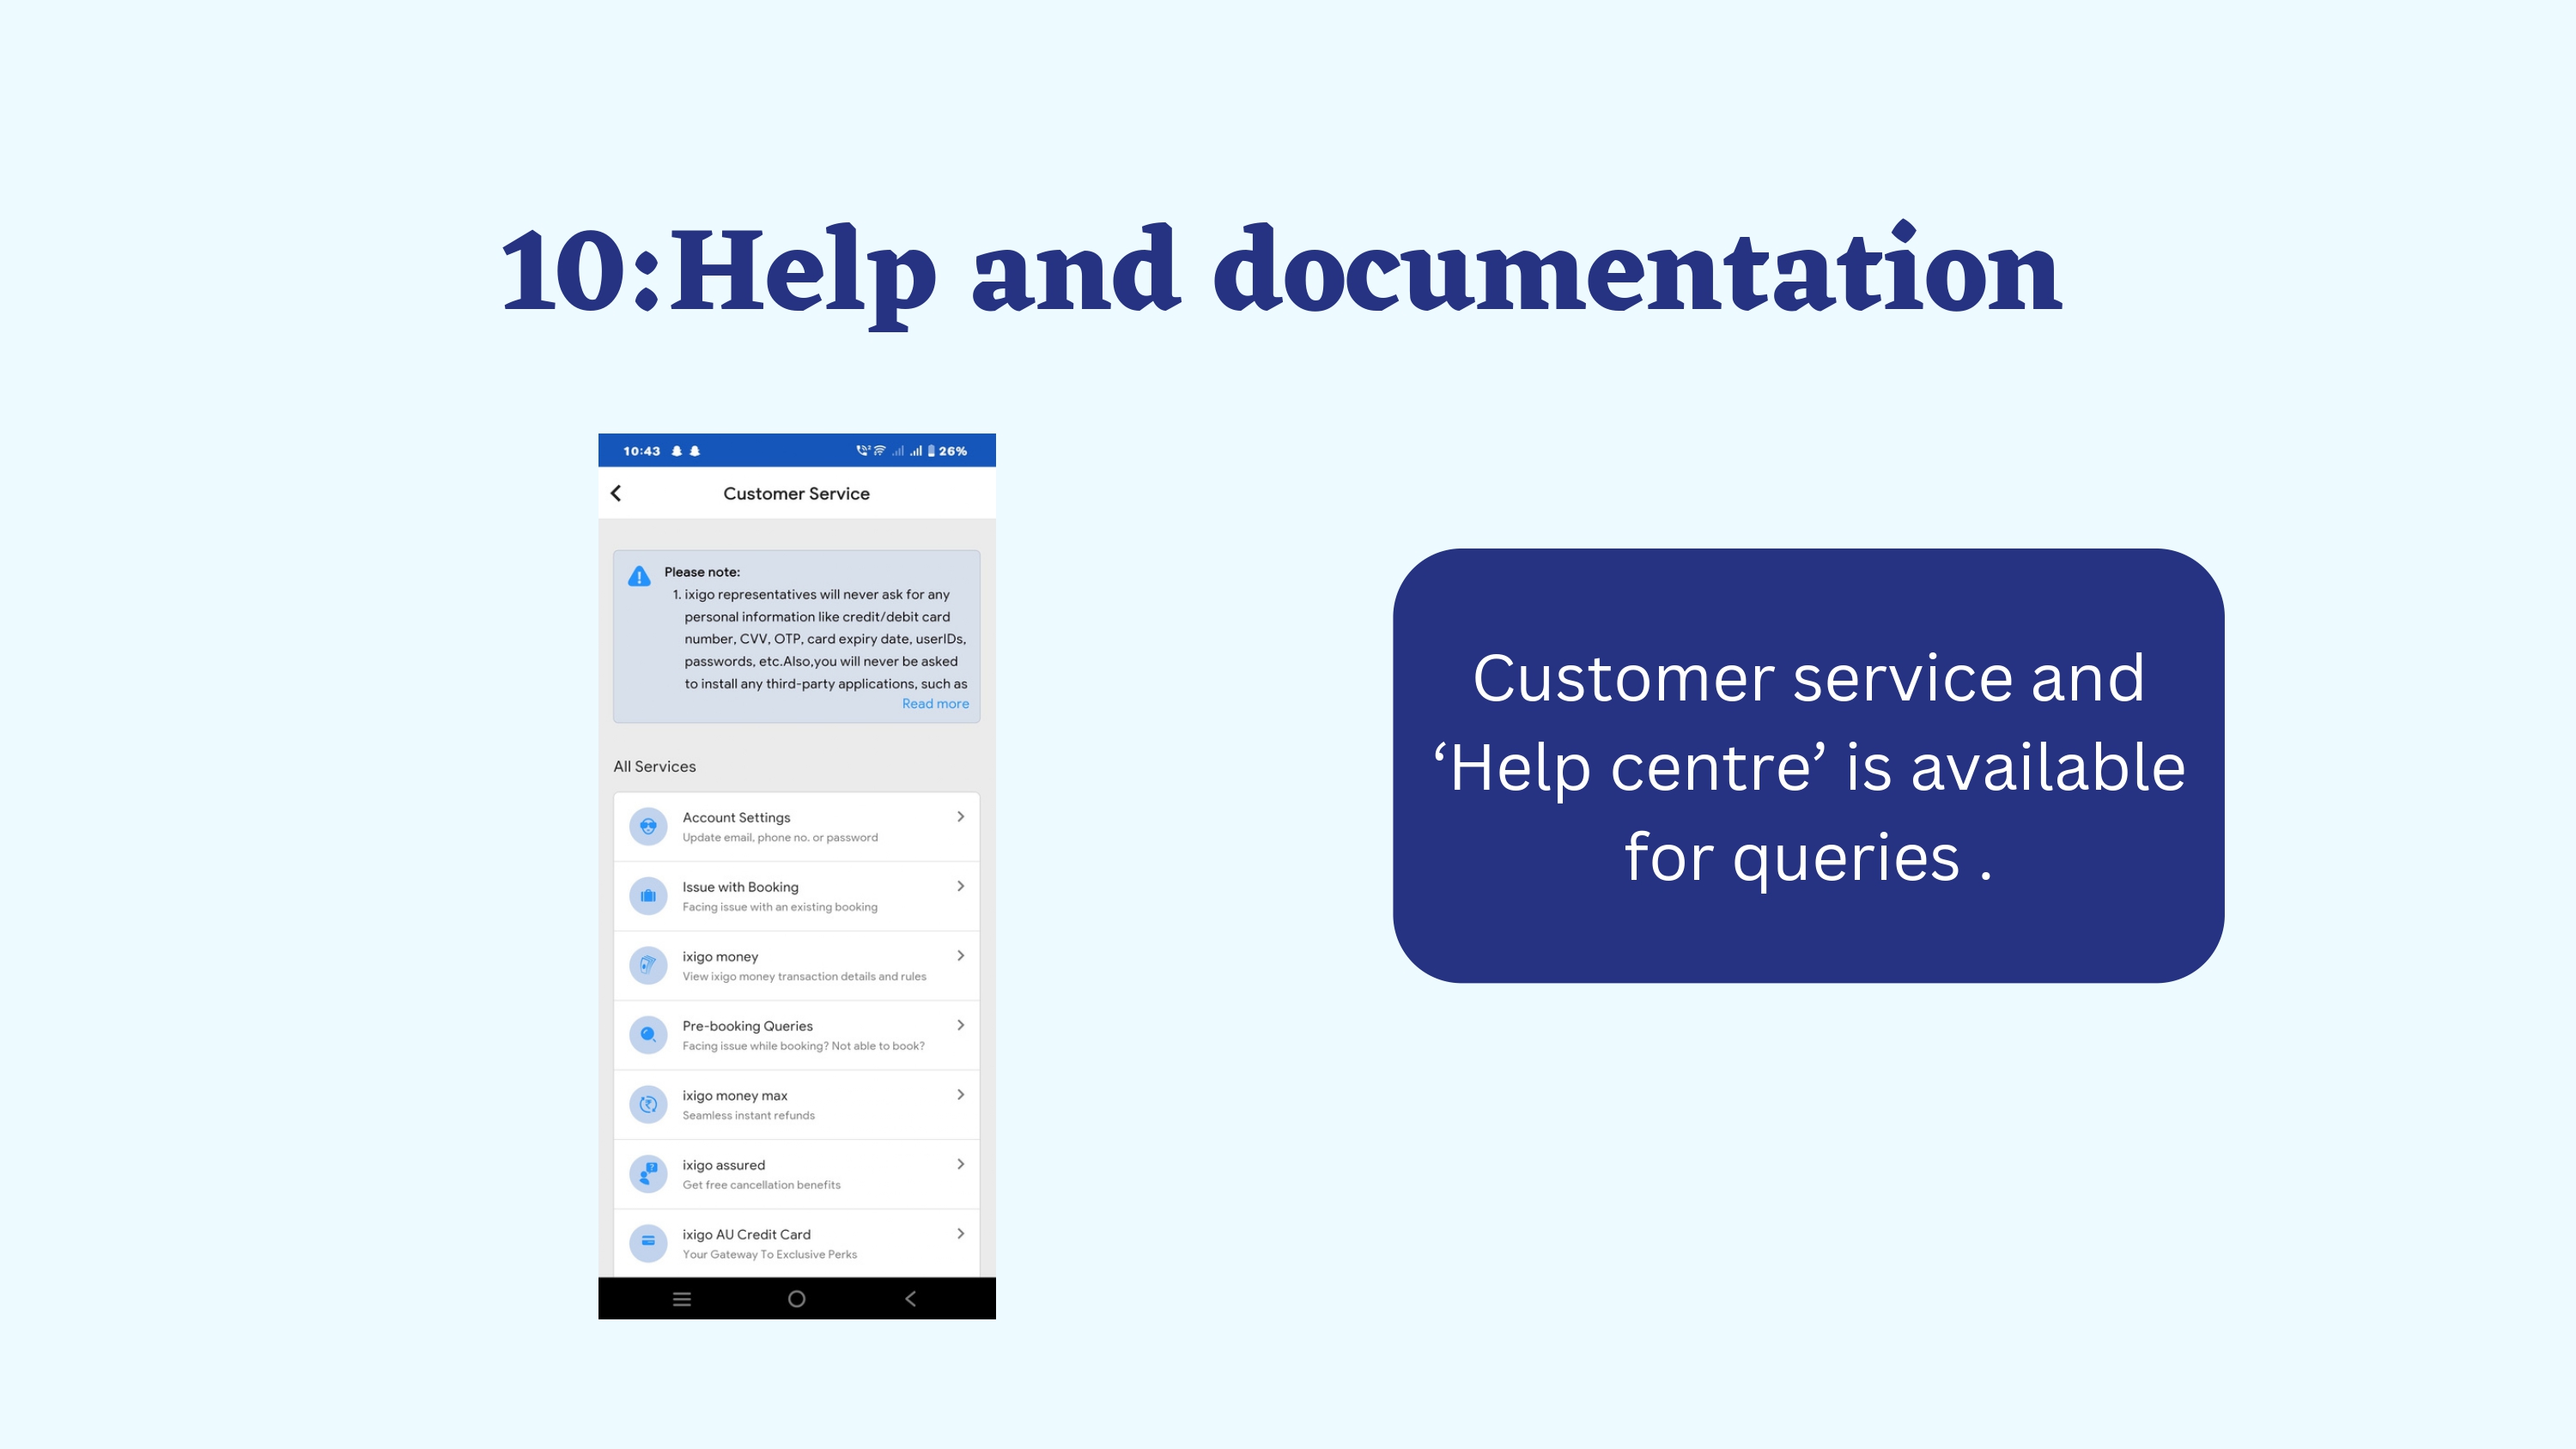 10:Help and documentation
10:43
26%
Customer Service
Please note:
1. ixigo representatives will never ask for any
personal information like credit/debit card
number, CVV, OTP, card expiry date, userIDs,
passwords, etc.Also,you will never be asked
to install any third-party applications, such as
Read more
All Services
Account Settings
Update email, phone no. or password
Issue with Booking
Facing issue with an existing booking
ixigo money
View ixigo money transaction details and rules
Pre-booking Queries
Facing issue while booking? Not able to book?
ixigo money max
Seamless instant refunds
ixigo assured
Get free cancellation benefits
ixigo AU Credit Card
Your Gateway To Exclusive Perks
Customer service and
‘Help centre’ is available
for queries .